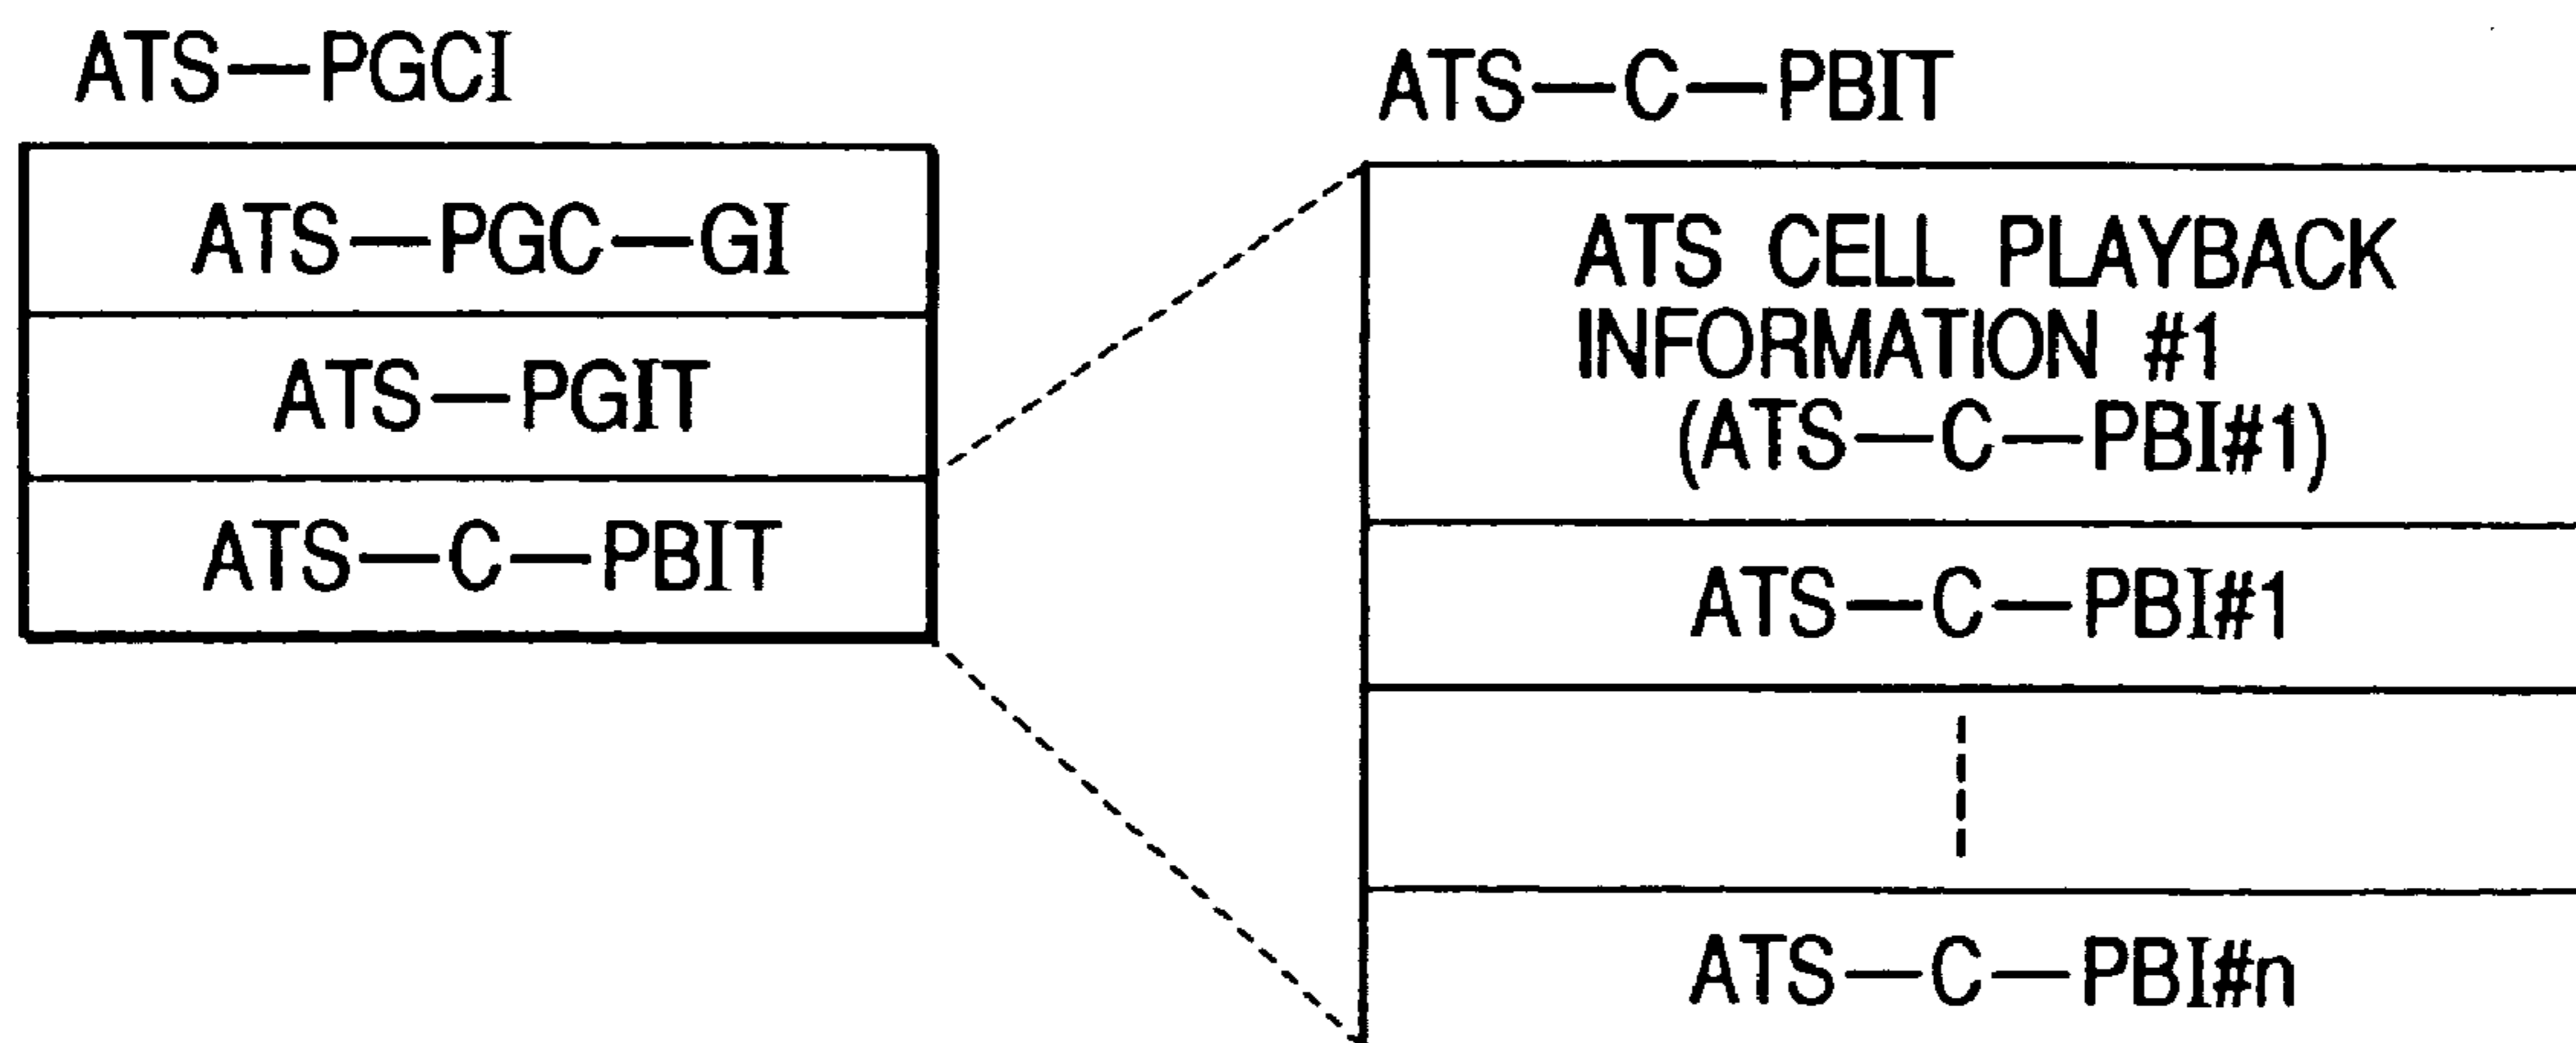 ATS—PGCI
ATS—PGC—GI
ATS—PGIT
ATS—C—PBIT
ATS—C—PBIT
ATS CELL PLAYBACK
INFORMATION #1
(ATS—C—PBI#1)
ATS—C—PBI#1
ATS—C—PBI#n